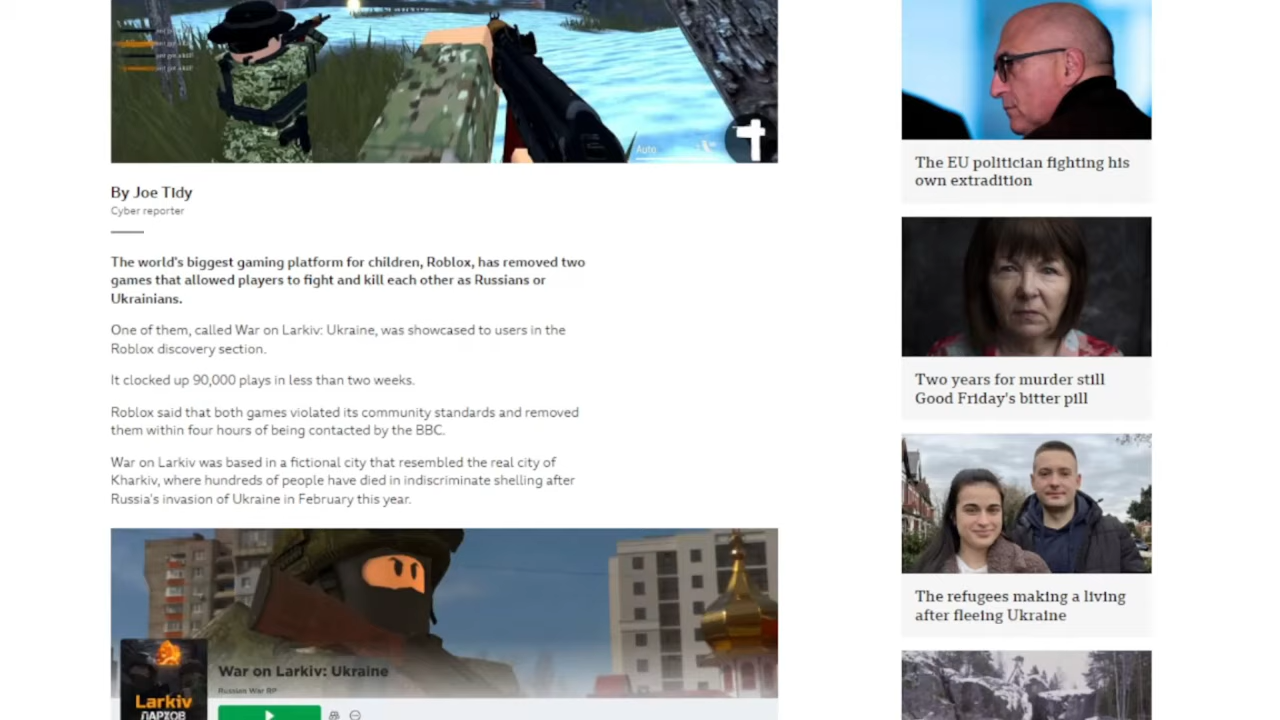 Auto
By Joe Tidy
Cyber reporter
The world's biggest gaming platform for children, Roblox, has removed two
games that allowed players to fight and kill each other as Russians or
Ukrainians.
One of them, called War on Larkiv: Ukraine, was showcased to users in the
Roblox discovery section.
It clocked up 90,000 plays in less than two weeks.
Roblox said that both games violated its community standards and removed
them within four hours of being contacted by the BBC.
War on Larkiv was based in a fictional city that resembled the real city of
Kharkiv, where hundreds of people have died in indiscriminate shelling after
Russia's invasion of Ukraine in February this year.
War on Larkiv: Ukraine
Russian War RP
Larkiv
The EU politician fighting his
own extradition
Two years for murder still
Good Friday's bitter pill
The refugees making a living
after fleeing Ukraine